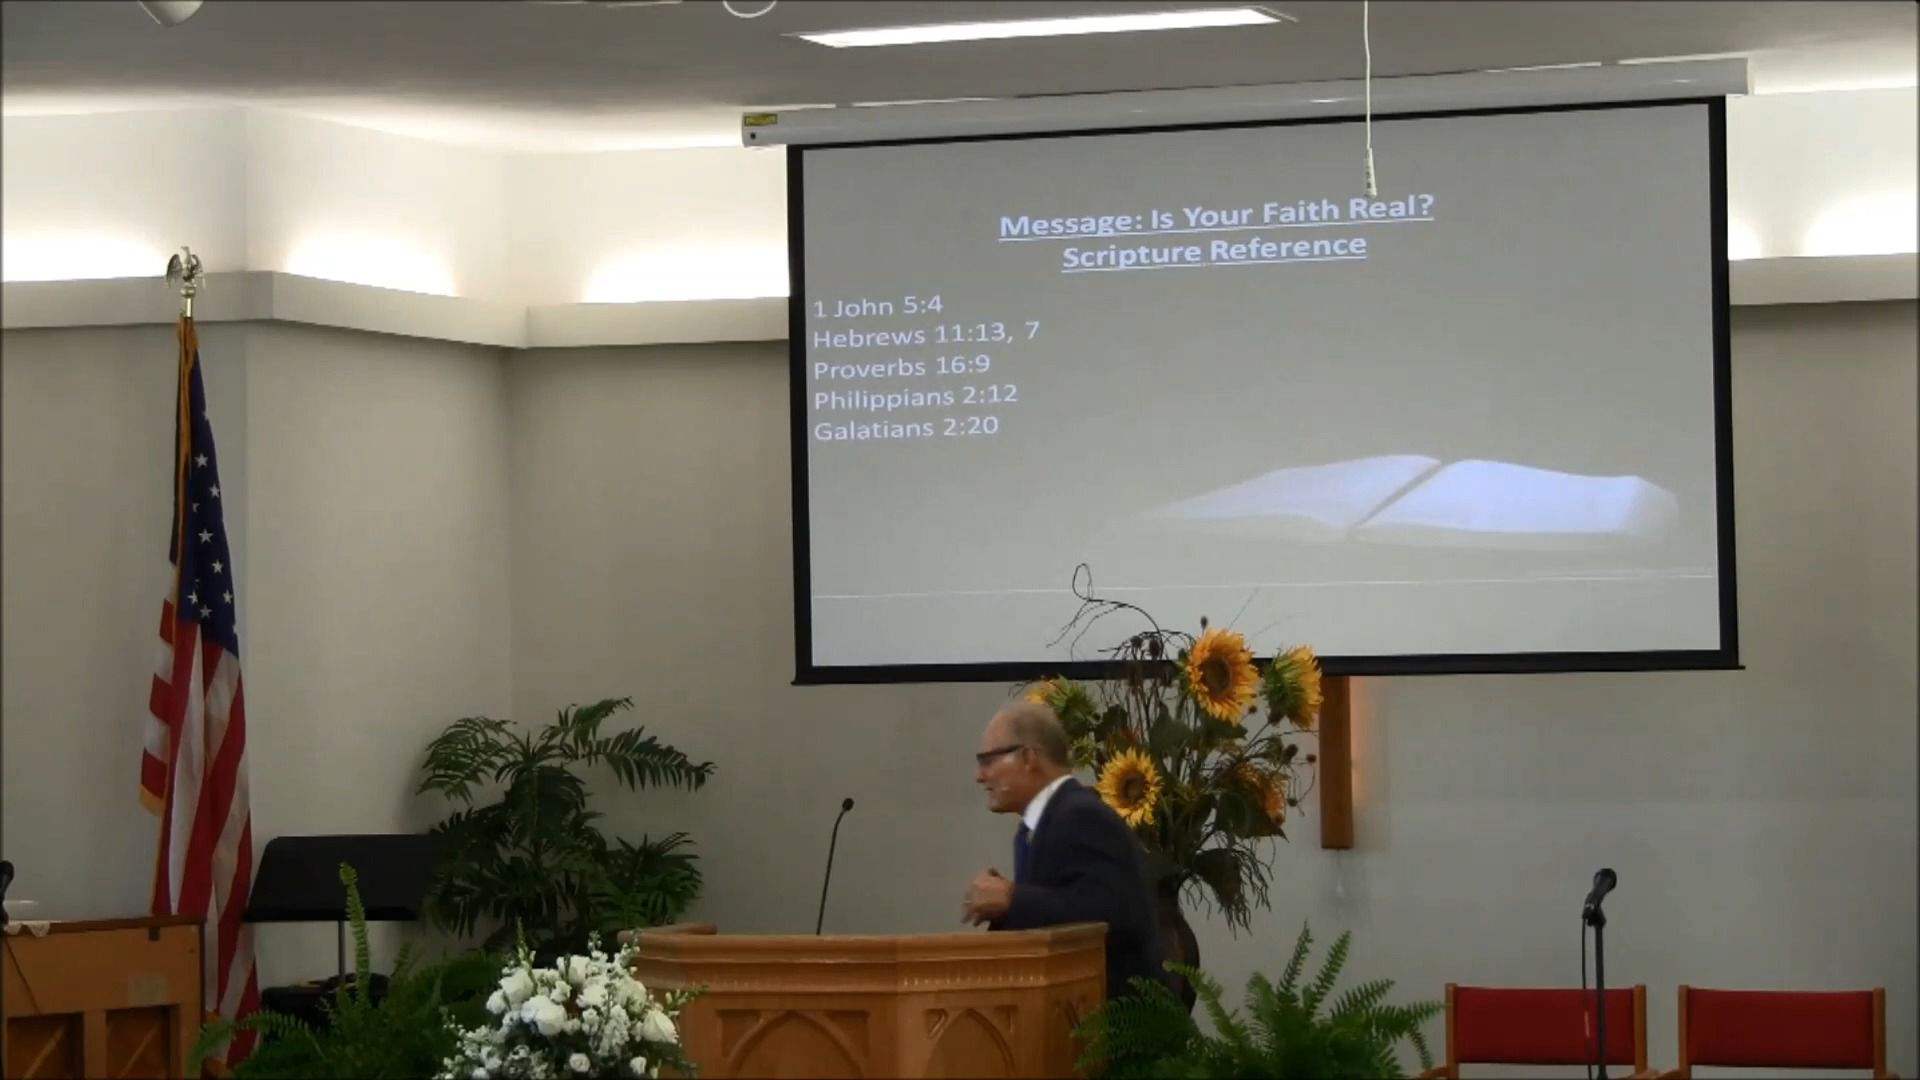 Message: Is Your Faith Real?
Scripture Reference
1 John 5:4
Hebrews 11:13, 7
Proverbs 16:9
Philippians 2:12
Galatians 2:20